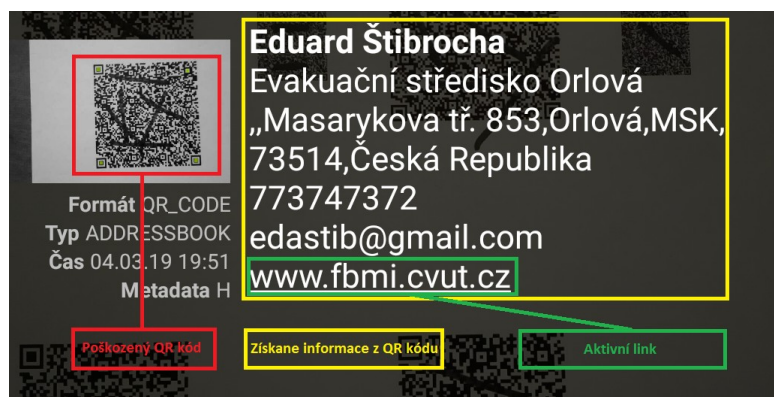 Eduard Štibrocha
Evakuační středisko Orlová
,,Masarykova tř. 853,Orlová,MSK,
73514,Česká Republika
773747372
edastib@gmail.com
www.fbmi.cvut.cz
Formát QR_CODE
Typ ADDRESSBOOK
Čas 04.03.19 19:51
Metadata H
Poškozený QR kód
Získane informace z QR kódu
Aktivní link